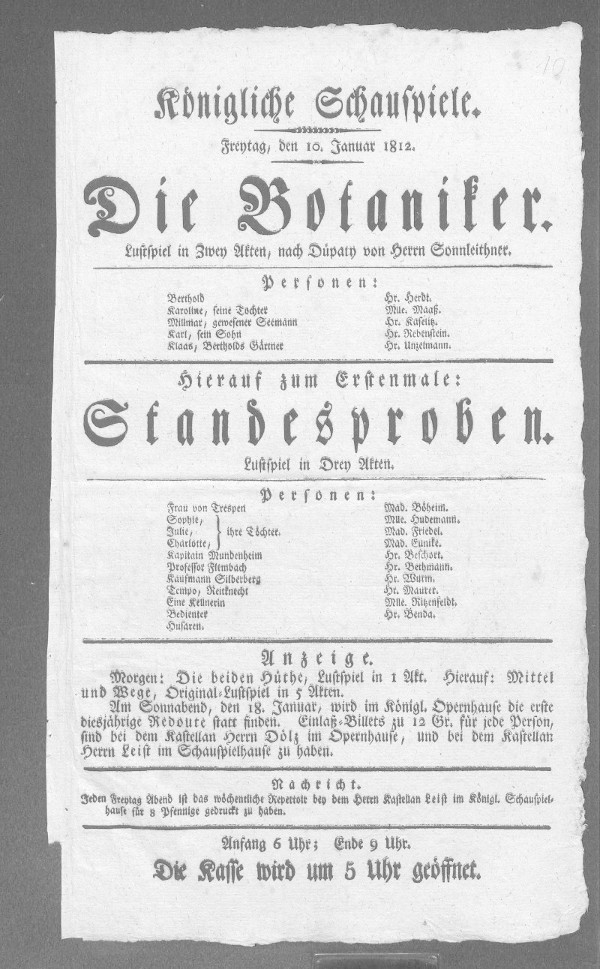 19
Königliche Schauspiele.
Freytag, den 10. Januar 1812.
Die Botaniker.
Lustspiel in Zwey Akten, nach Düpaty von Herrn Sonnleithner.
Personen:
Berthold Hr. Herdt.
Karoline, seine Tochter Mlle. Maaß.
Millmar, gewesener Seemann Hr. Kaselitz.
Karl, sein Sohn Hr. Rebenstein.
Klaas, Bertholds Gärtner Hr. Unzelmann.
Hierauf zum Erstenmale:
Standesproben.
Lustspiel in Drey Akten.
Personen:
Frau von Trespen Mad. Böheim.
Sophie, Mlle. Hudemann.
Julie, ihre Töchter. Mad. Friedel.
Charlotte, Mad. Eunike.
Kapitain Mundenheim Hr. Beschort.
Professor Flimbach Hr. Bethmann.
Kaufmann Silberberg Hr. Wurm.
Tempo, Reitknecht Hr. Maurer.
Eine Kellnerin Mlle. Ritzenfeldt.
Bedienter Hr. Benda.
Husaren.
Anzeige.
Morgen: Die beiden Hüthe, Lustspiel in 1 Akt. Hierauf: Mittel
und Wege, Original-Lustspiel in 5 Akten.
Am Sonnabend, den 18. Januar, wird im Königl. Opernhause die erste
diesjährige Redoute statt finden. Einlaß-Billets zu 12 Gr. für jede Person,
sind bei dem Kastellan Herrn Dölz im Opernhause, und bei dem Kastellan
Herrn Leist im Schauspielhause zu haben.
Nachricht.
Jeden Freytag Abend ist das wöchentliche Repertoir bey dem Herrn Kastellan Leist im Königl. Schauspiel-
hause für 8 Pfennige gedruckt zu haben.
Anfang 6 Uhr; Ende 9 Uhr.
Die Kasse wird um 5 Uhr geöffnet.